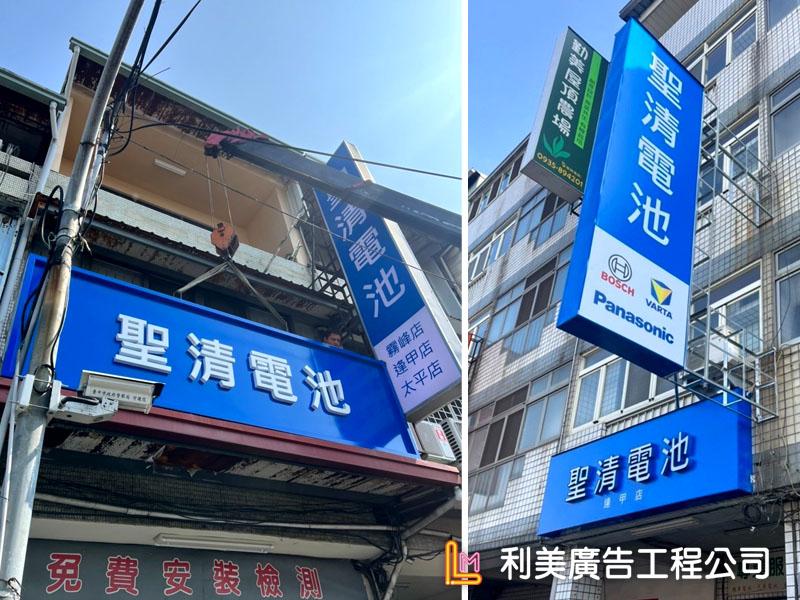 聖清電池
霧峰店
逢甲店
太平店
聖清電池
免費安裝檢測
勤美屋頂農場
0935-894201
聖清電池
BOSCH
VARTA
Panasonic
聖清電池
逢甲店
利美廣告工程公司